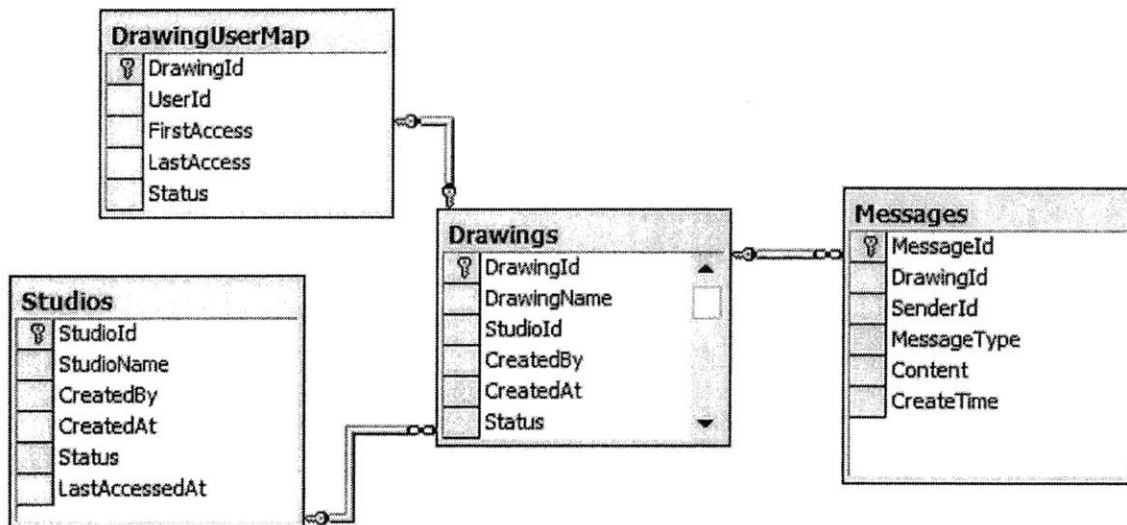 DrawingUserMap
DrawingId
UserId
FirstAccess
LastAccess
Status
Studios
StudioId
StudioName
CreatedBy
CreatedAt
Status
LastAccessedAt
Drawings
DrawingId
DrawingName
StudioId
CreatedBy
CreatedAt
Status
Messages
MessageId
DrawingId
SenderId
MessageType
Content
CreateTime